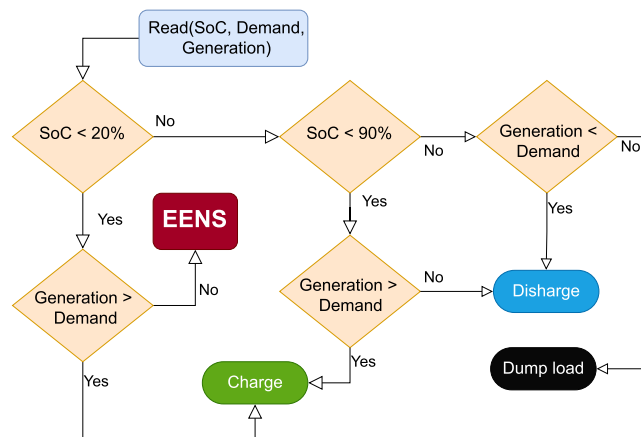 Read(SoC, Demand,
Generation)
SoC < 20%
No
SoC < 90%
No
Generation <
Demand
No
Yes
EENS
Yes
Yes
Generation >
Demand
No
Generation >
Demand
No
Disharge
Yes
Charge
Yes
Dump load